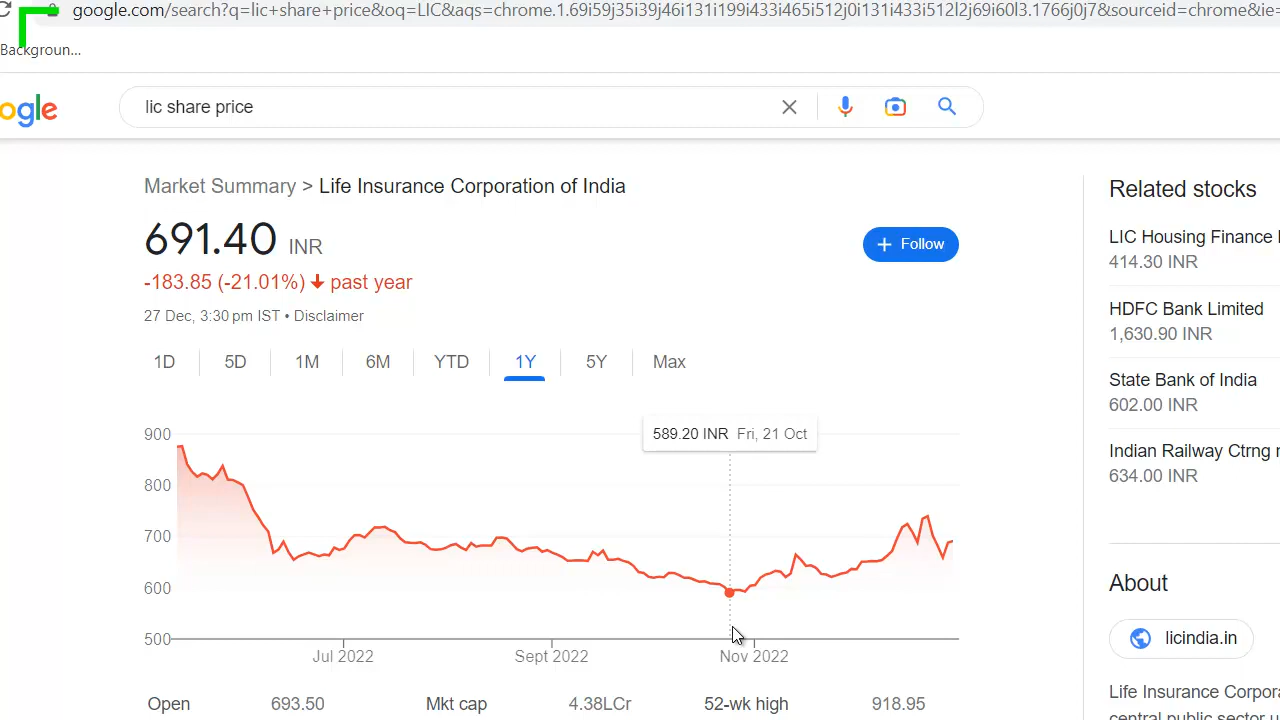 google.com/search?q=lic+share+price&oq=LIC&aqs=chrome.1.69i59j35i39j46i131i199i433i465i512j0i131i433i512l2j69i60l3.1766j0j7&sourceid=chrome&ie=
Backgroun...
ogle
lic share price
Market Summary > Life Insurance Corporation of India
691.40 INR
Follow
-183.85 (-21.01%) past year
27 Dec, 3:30 pm IST • Disclaimer
1D 5D 1M 6M YTD 1Y 5Y Max
589.20 INR Fri, 21 Oct
900
800
700
600
500
Jul 2022 Sept 2022 Nov 2022
Open 693.50 Mkt cap 4.38LCr 52-wk high 918.95
Related stocks
LIC Housing Finance
414.30 INR
HDFC Bank Limited
1,630.90 INR
State Bank of India
602.00 INR
Indian Railway Ctrng
634.00 INR
About
licindia.in
Life Insurance Corpora
central public sector u